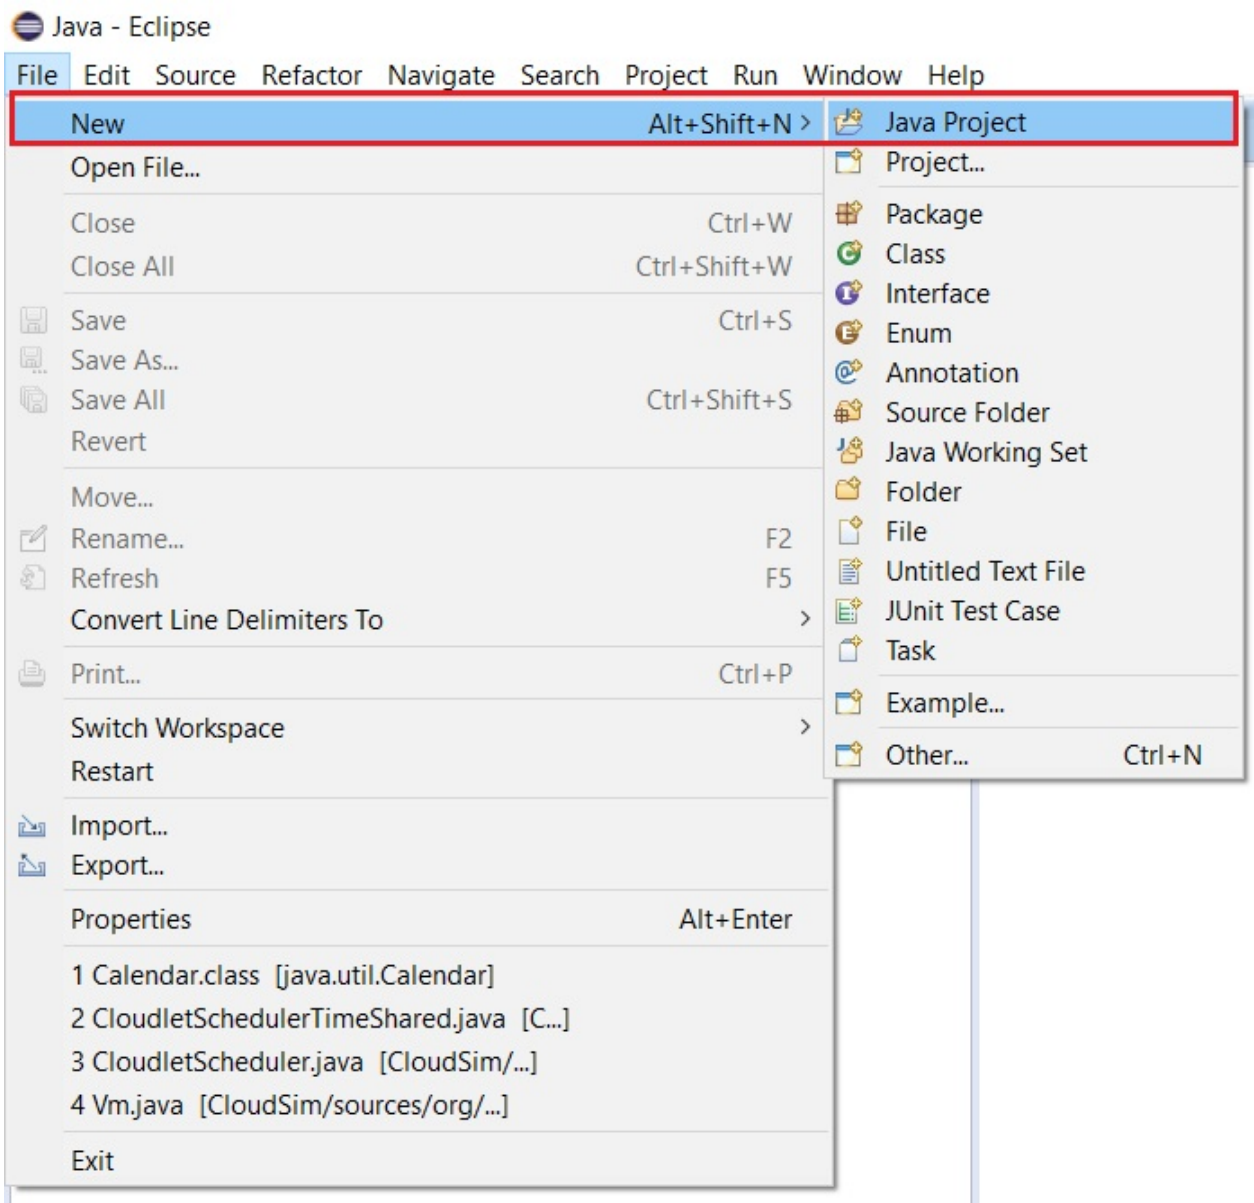 Java - Eclipse
File Edit Source Refactor Navigate Search Project Run Window Help
New Alt+Shift+N >
Open File...
Close Ctrl+W
Close All Ctrl+Shift+W
Save Ctrl+S
Save As...
Save All Ctrl+Shift+S
Revert
Move...
Rename... F2
Refresh F5
Convert Line Delimiters To >
Print... Ctrl+P
Switch Workspace >
Restart
Import...
Export...
Properties Alt+Enter
1 Calendar.class [java.util.Calendar]
2 CloudletSchedulerTimeShared.java [C...]
3 CloudletScheduler.java [CloudSim/...]
4 Vm.java [CloudSim/sources/org/...]
Exit
Java Project
Project...
Package
Class
Interface
Enum
Annotation
Source Folder
Java Working Set
Folder
File
Untitled Text File
JUnit Test Case
Task
Example...
Other... Ctrl+N